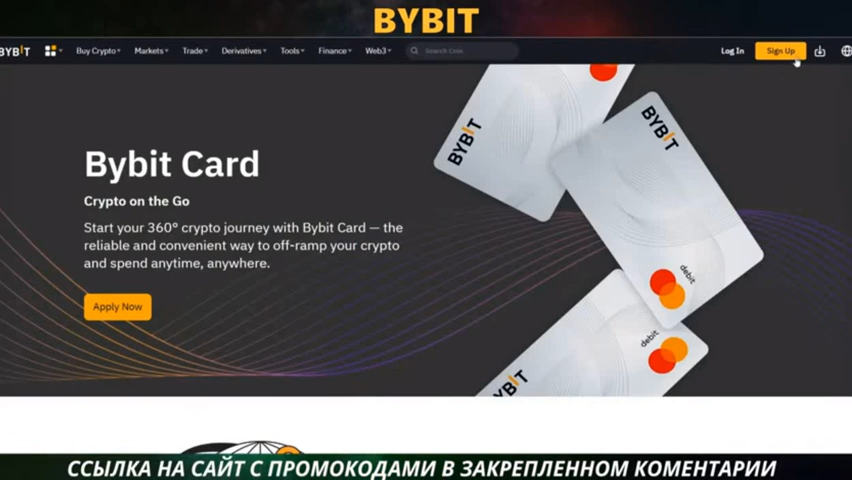 BYBIT
BYBIT
Buy Crypto
Markets
Trade
Derivatives
Tools
Finance
Web3
Search Coin
Log In
Sign Up
Bybit Card
Crypto on the Go
Start your 360° crypto journey with Bybit Card — the
reliable and convenient way to off-ramp your crypto
and spend anytime, anywhere.
Apply Now
BYBIT
BYBIT
debit
debit
BYBIT
ССЫЛКА НА САЙТ С ПРОМОКОДАМИ В ЗАКРЕПЛЕННОМ КОМЕНТАРИИ